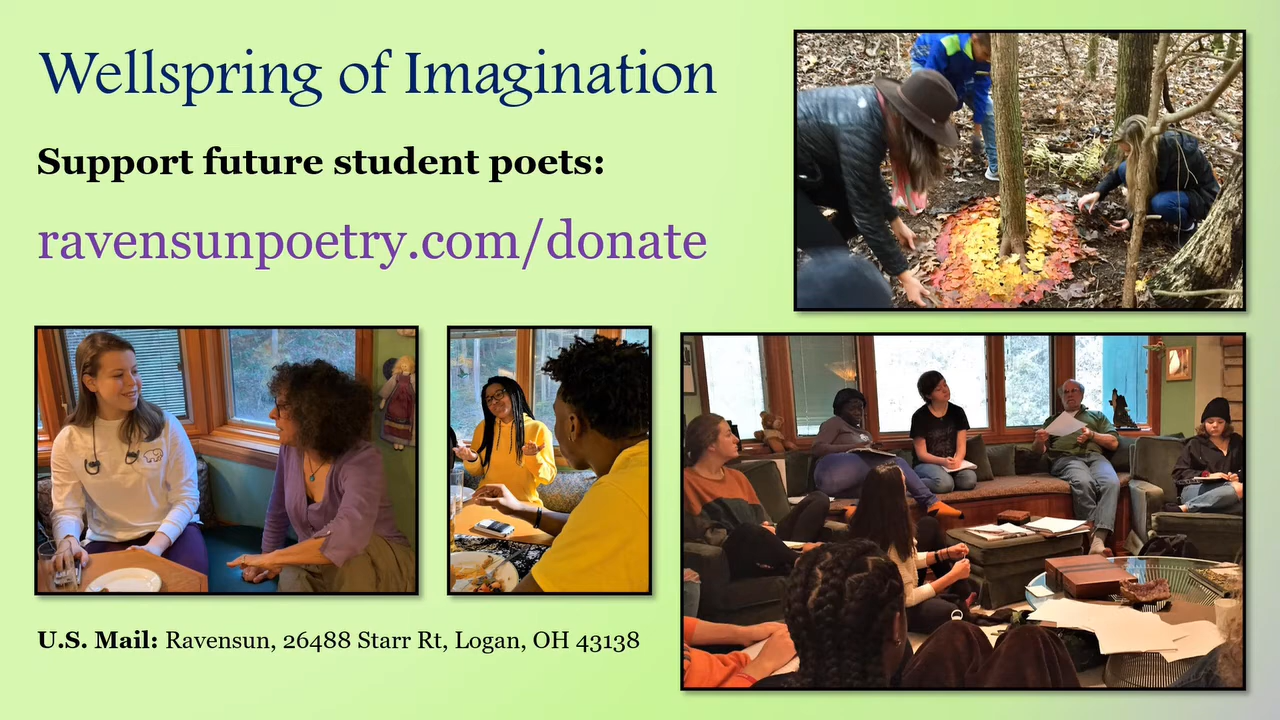 Wellspring of Imagination
Support future student poets:
ravensunpoetry.com/donate
U.S. Mail: Ravensun, 26488 Starr Rt, Logan, OH 43138